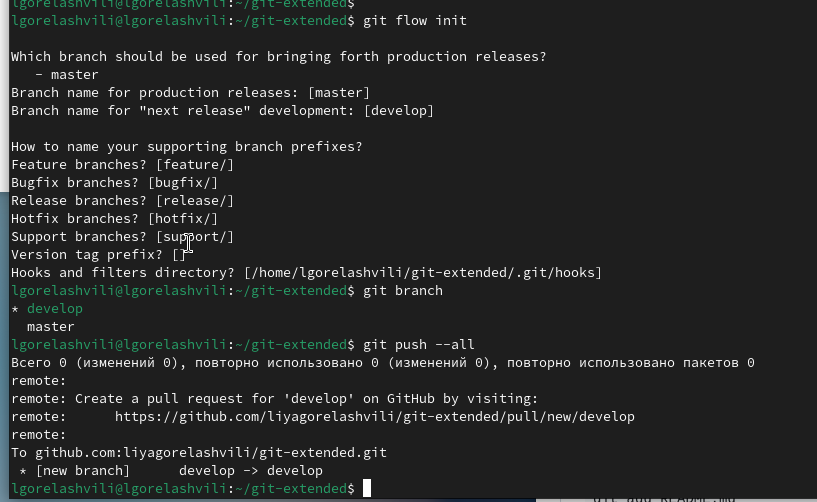 lgorelashvili@lgorelashvili:~/git-extended$
lgorelashvili@lgorelashvili:~/git-extended$ git flow init
Which branch should be used for bringing forth production releases?
- master
Branch name for production releases: [master]
Branch name for "next release" development: [develop]
How to name your supporting branch prefixes?
Feature branches? [feature/]
Bugfix branches? [bugfix/]
Release branches? [release/]
Hotfix branches? [hotfix/]
Support branches? [support/]
Version tag prefix? []
Hooks and filters directory? [/home/lgorelashvili/git-extended/.git/hooks]
lgorelashvili@lgorelashvili:~/git-extended$ git branch
* develop
master
lgorelashvili@lgorelashvili:~/git-extended$ git push --all
Всего 0 (изменений 0), повторно использовано 0 (изменений 0), повторно использовано пакетов 0
remote:
remote: Create a pull request for 'develop' on GitHub by visiting:
remote: https://github.com/liyagorelashvili/git-extended/pull/new/develop
remote:
To github.com:liyagorelashvili/git-extended.git
* [new branch] develop -> develop
lgorelashvili@lgorelashvili:~/git-extended$